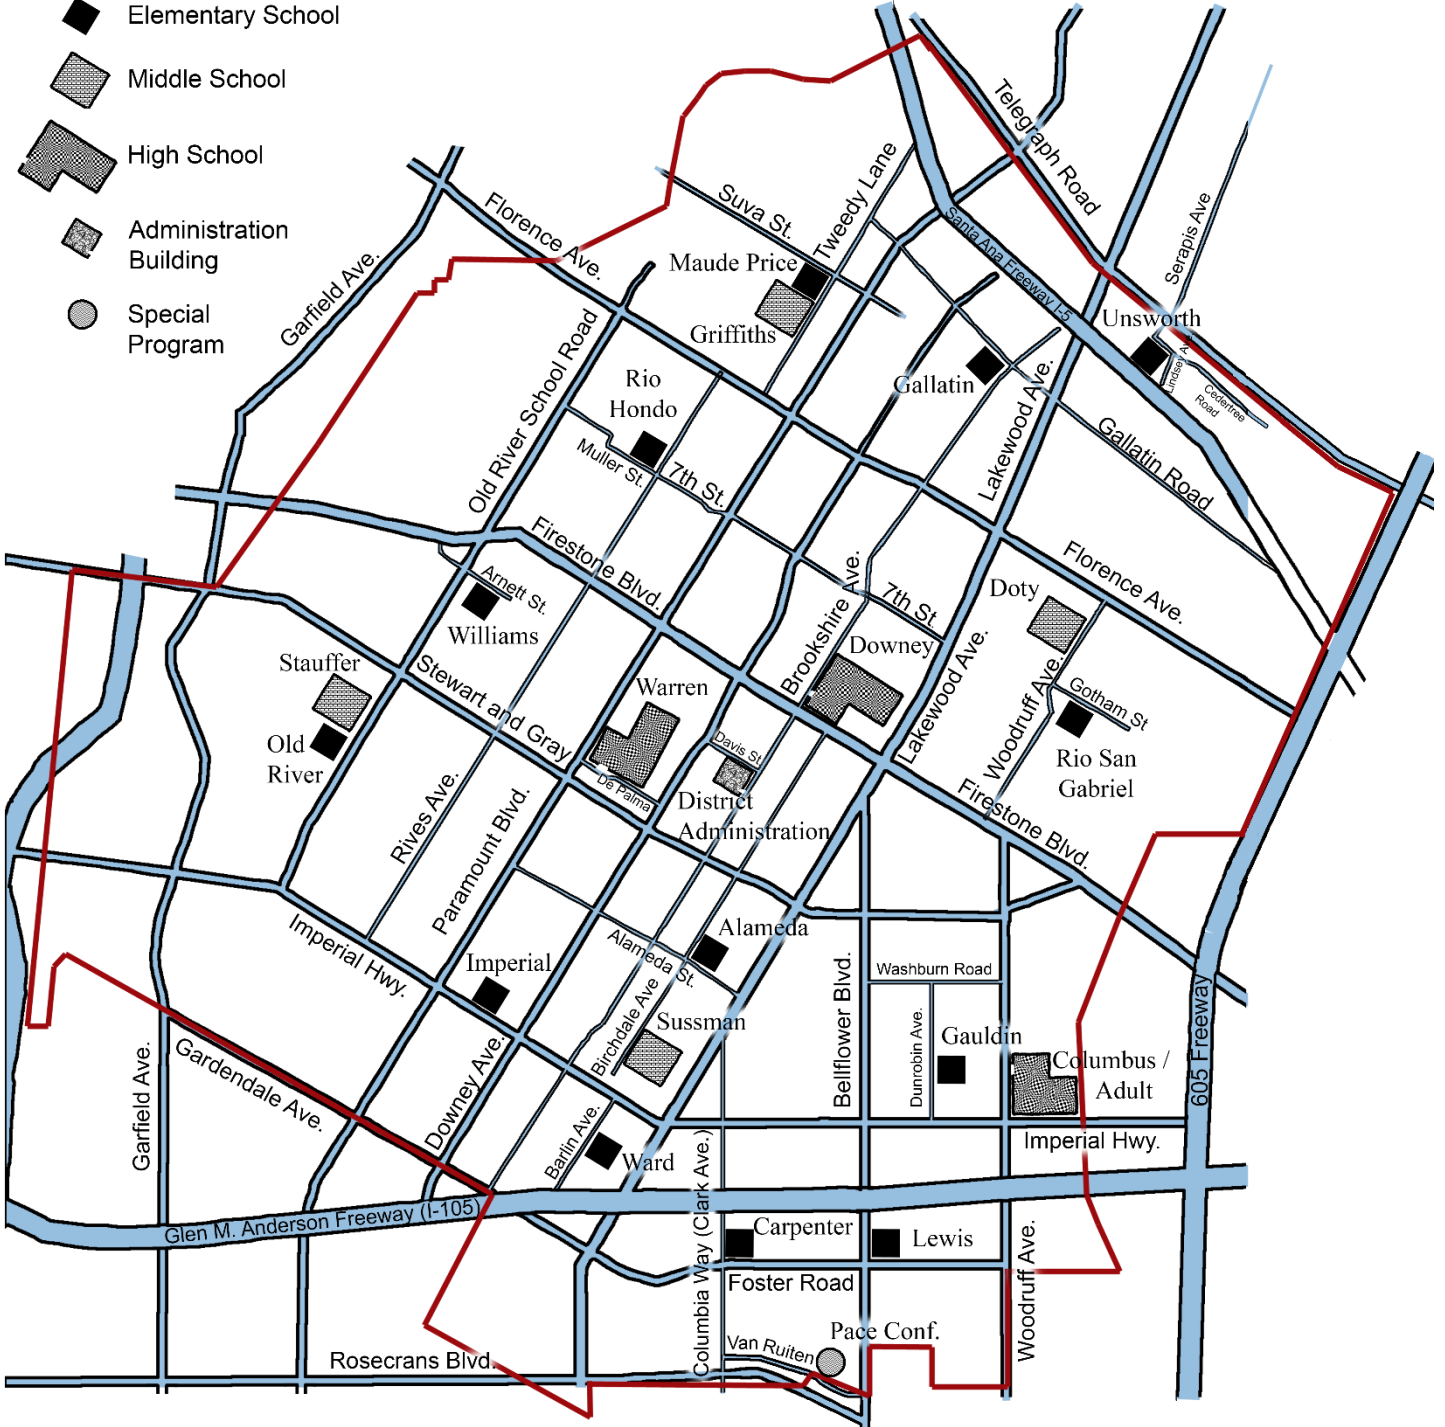 Elementary School
Middle School
High School
Administration
Building
Special
Program
Telegraph Road
Suva St.
Tweedy Lane
Florence Ave.
Garfield Ave.
Maude Price
Griffiths
Santa Ana Freeway I-5
Serapis Ave
Unsworth
Lindsey Ave
Cedertree
Road
Gallatin
Rio
Hondo
Old River School Road
Muller St.
7th St.
Lakewood Ave.
Gallatin Road
Firestone Blvd.
Arnett St.
Williams
Brookshire Ave.
7th St.
Florence Ave.
Doty
Downey
Stauffer
Stewart and Gray
Warren
Lakewood Ave.
Woodruff Ave.
Gotham St
Old
River
De Palma
Davis St
District
Administration
Rio San
Gabriel
Firestone Blvd.
Rives Ave.
Paramount Blvd.
Imperial Hwy.
Imperial
Alameda
Alameda St.
Birchdale Ave
Sussman
Bellflower Blvd.
Washburn Road
Dunrobin Ave.
Gauldin
Columbus /
Adult
605 Freeway
Imperial Hwy.
Garfield Ave.
Gardendale Ave.
Downey Ave.
Barlin Ave.
Ward
Columbia Way (Clark Ave.)
Glen M. Anderson Freeway (I-105)
Carpenter
Lewis
Foster Road
Woodruff Ave.
Pace Conf.
Van Ruiten
Rosecrans Blvd.